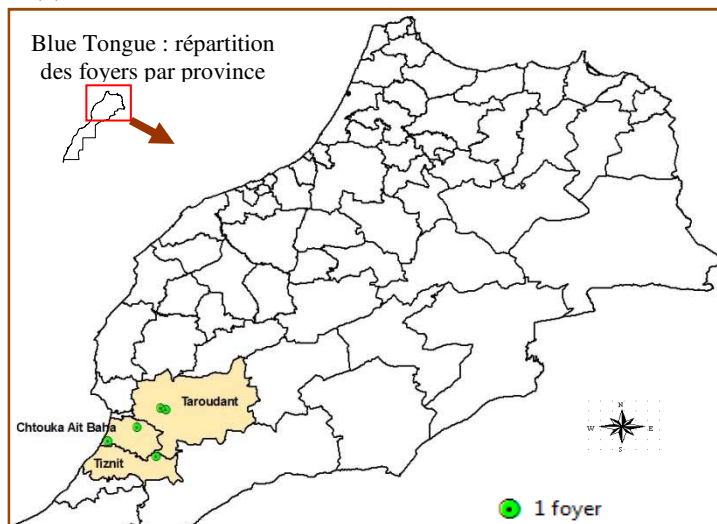 Blue Tongue : répartition
des foyers par province
Taroudant
Chtouka Ait Baha
Tiznit
N
W E
S
1 foyer